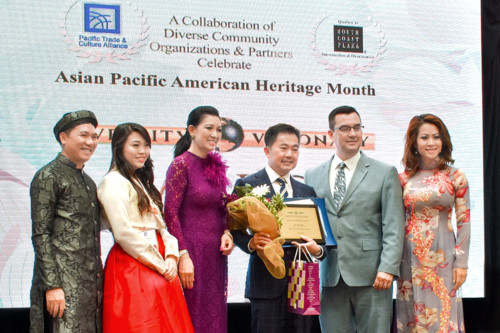 Pacific Trade &
Culture Alliance
A Collaboration of
Diverse Community
Organizations & Partners
Celebrate
SOUTH
COAST
PLAZA
Asian Pacific American Heritage Month